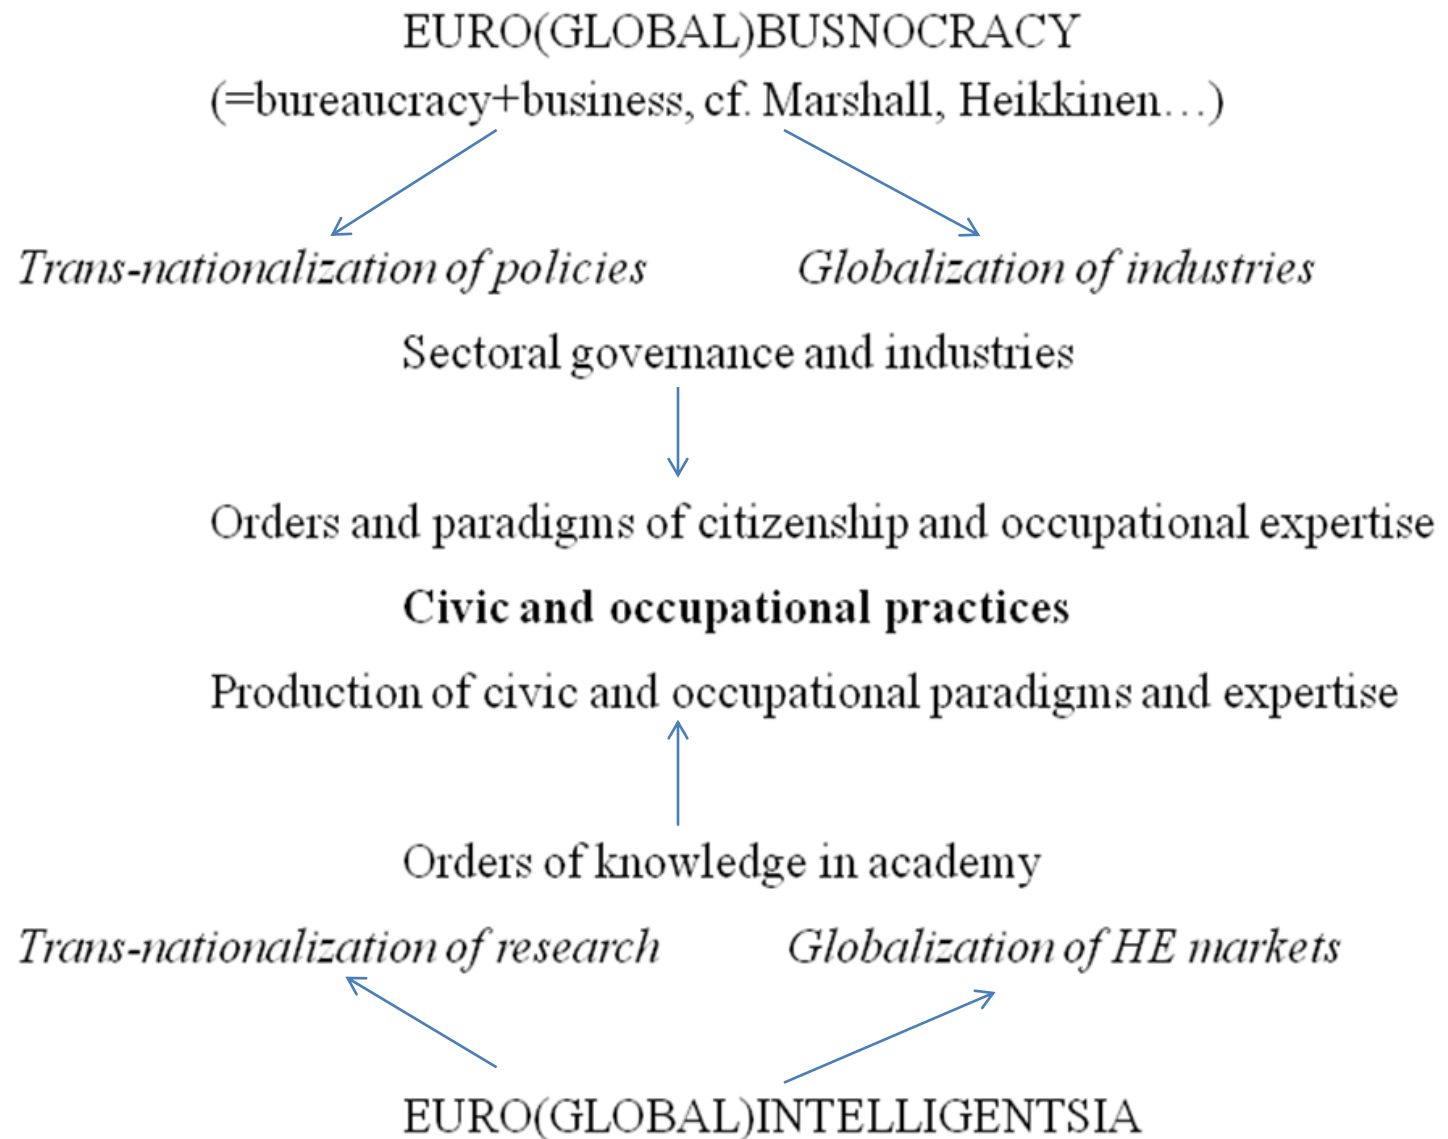 EURO(GLOBAL)BUSNOCRACY
(=bureaucracy+business, cf. Marshall, Heikkinen…)
Trans-nationalization of policies Globalization of industries
Sectoral governance and industries
Orders and paradigms of citizenship and occupational expertise
Civic and occupational practices
Production of civic and occupational paradigms and expertise
Orders of knowledge in academy
Trans-nationalization of research Globalization of HE markets
EURO(GLOBAL)INTELLIGENTSIA